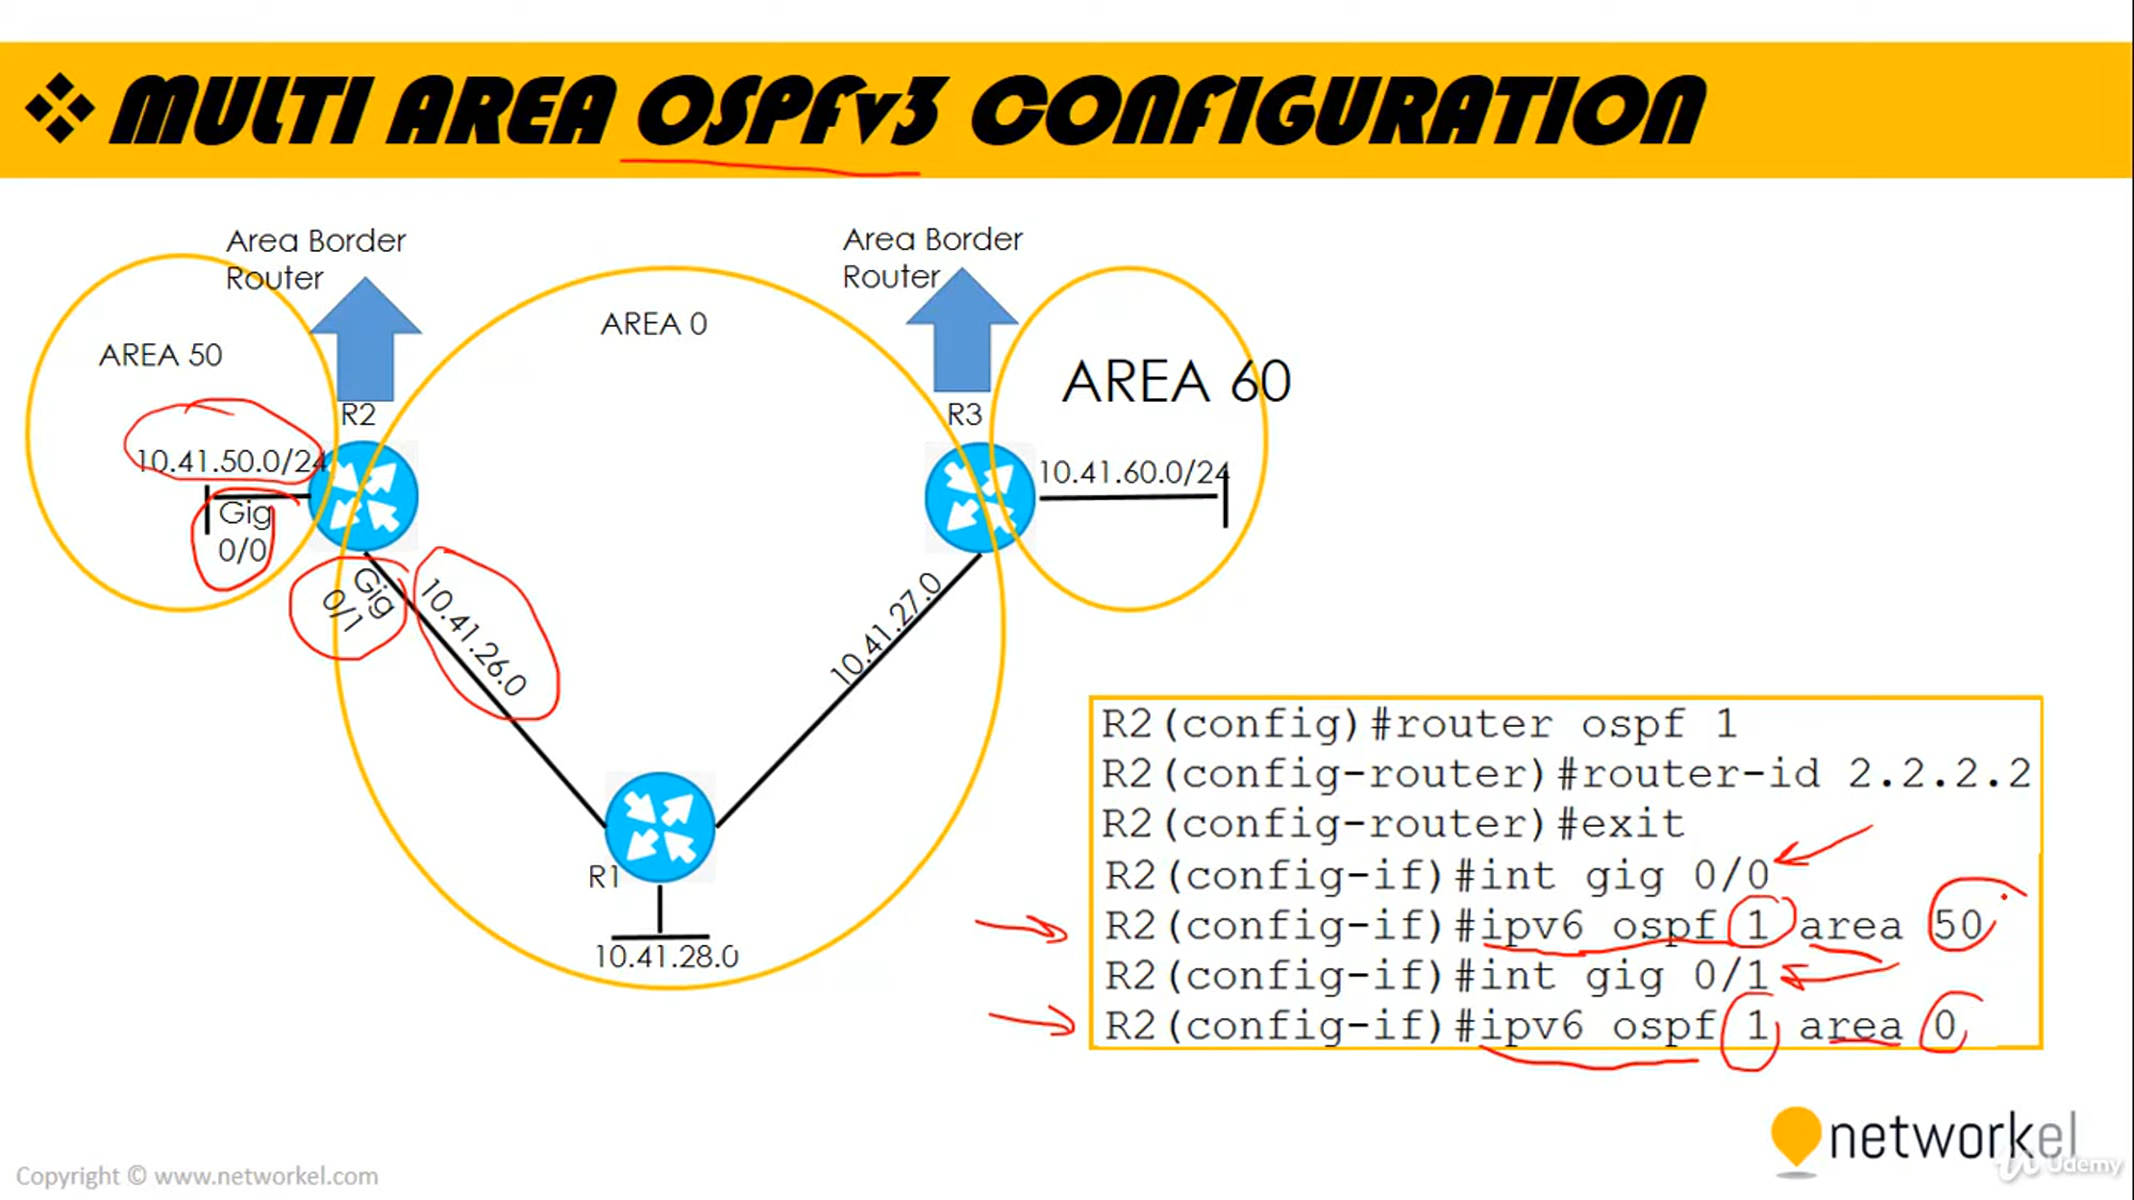 MULTI AREA OSPFv3 CONFIGURATION
Area Border
Router
Area Border
Router
AREA 0
AREA 50
AREA 60
R2
R3
10.41.50.0/24
10.41.60.0/24
Gig
0/0
Gig
0/1
10.41.26.0
10.41.27.0
R1
10.41.28.0
R2(config)#router ospf 1
R2(config-router)#router-id 2.2.2.2
R2(config-router)#exit
R2(config-if)#int gig 0/0
R2(config-if)#ipv6 ospf 1 area 50
R2(config-if)#int gig 0/1
R2(config-if)#ipv6 ospf 1 area 0
networkel
Udemy
Copyright © www.networkel.com